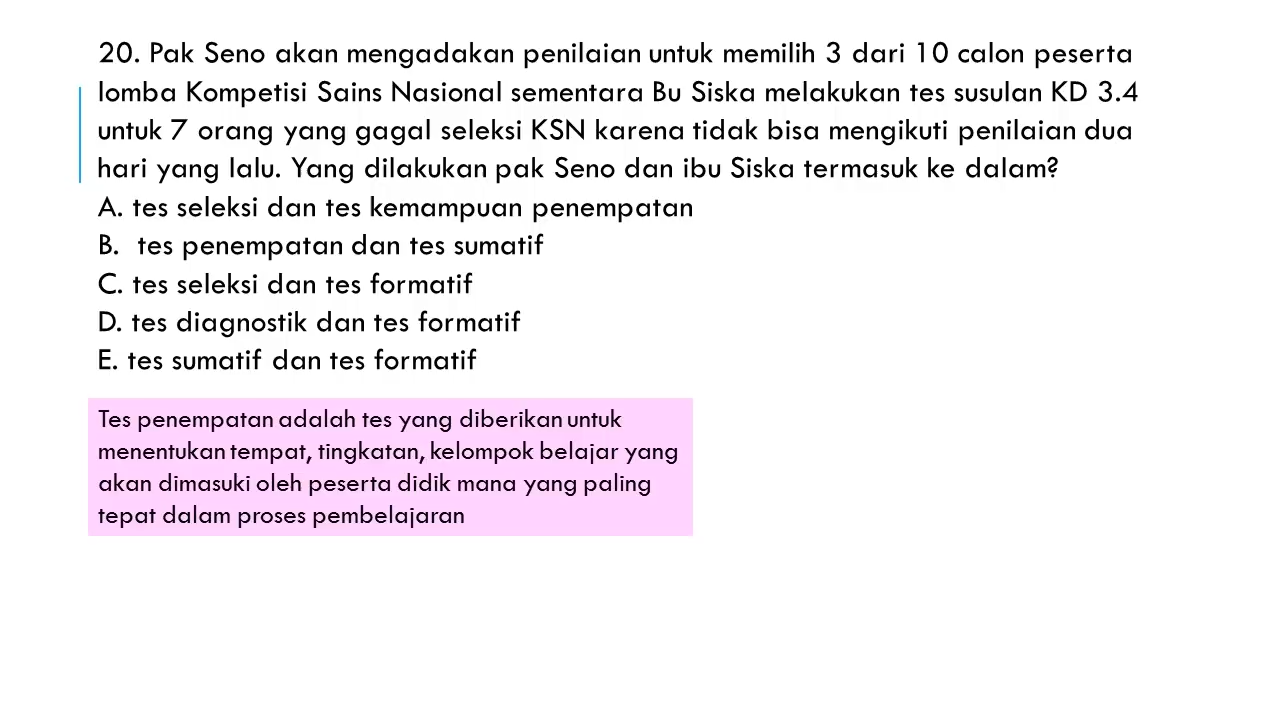 20. Pak Seno akan mengadakan penilaian untuk memilih 3 dari 10 calon peserta
lomba Kompetisi Sains Nasional sementara Bu Siska melakukan tes susulan KD 3.4
untuk 7 orang yang gagal seleksi KSN karena tidak bisa mengikuti penilaian dua
hari yang lalu. Yang dilakukan pak Seno dan ibu Siska termasuk ke dalam?
A. tes seleksi dan tes kemampuan penempatan
B. tes penempatan dan tes sumatif
C. tes seleksi dan tes formatif
D. tes diagnostik dan tes formatif
E. tes sumatif dan tes formatif
Tes penempatan adalah tes yang diberikan untuk
menentukan tempat, tingkatan, kelompok belajar yang
akan dimasuki oleh peserta didik mana yang paling
tepat dalam proses pembelajaran